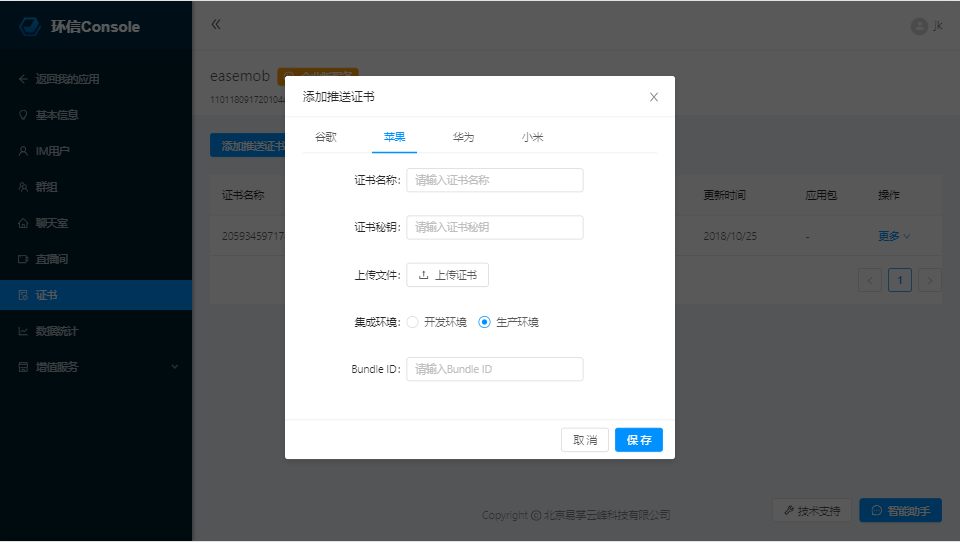 环信Console
jk
返回我的应用
基本信息
IM用户
群组
聊天室
直播间
证书
数据统计
增值服务
easemob
添加推送证书
证书名称
更新时间
应用包
操作
2018/10/25
-
更多
1
添加推送证书
谷歌
苹果
华为
小米
证书名称:
请输入证书名称
证书秘钥:
请输入证书秘钥
上传文件:
上传证书
集成环境:
开发环境
生产环境
Bundle ID:
请输入Bundle ID
取消
保存
Copyright © 北京易掌云峰科技有限公司
技术支持
智能助手